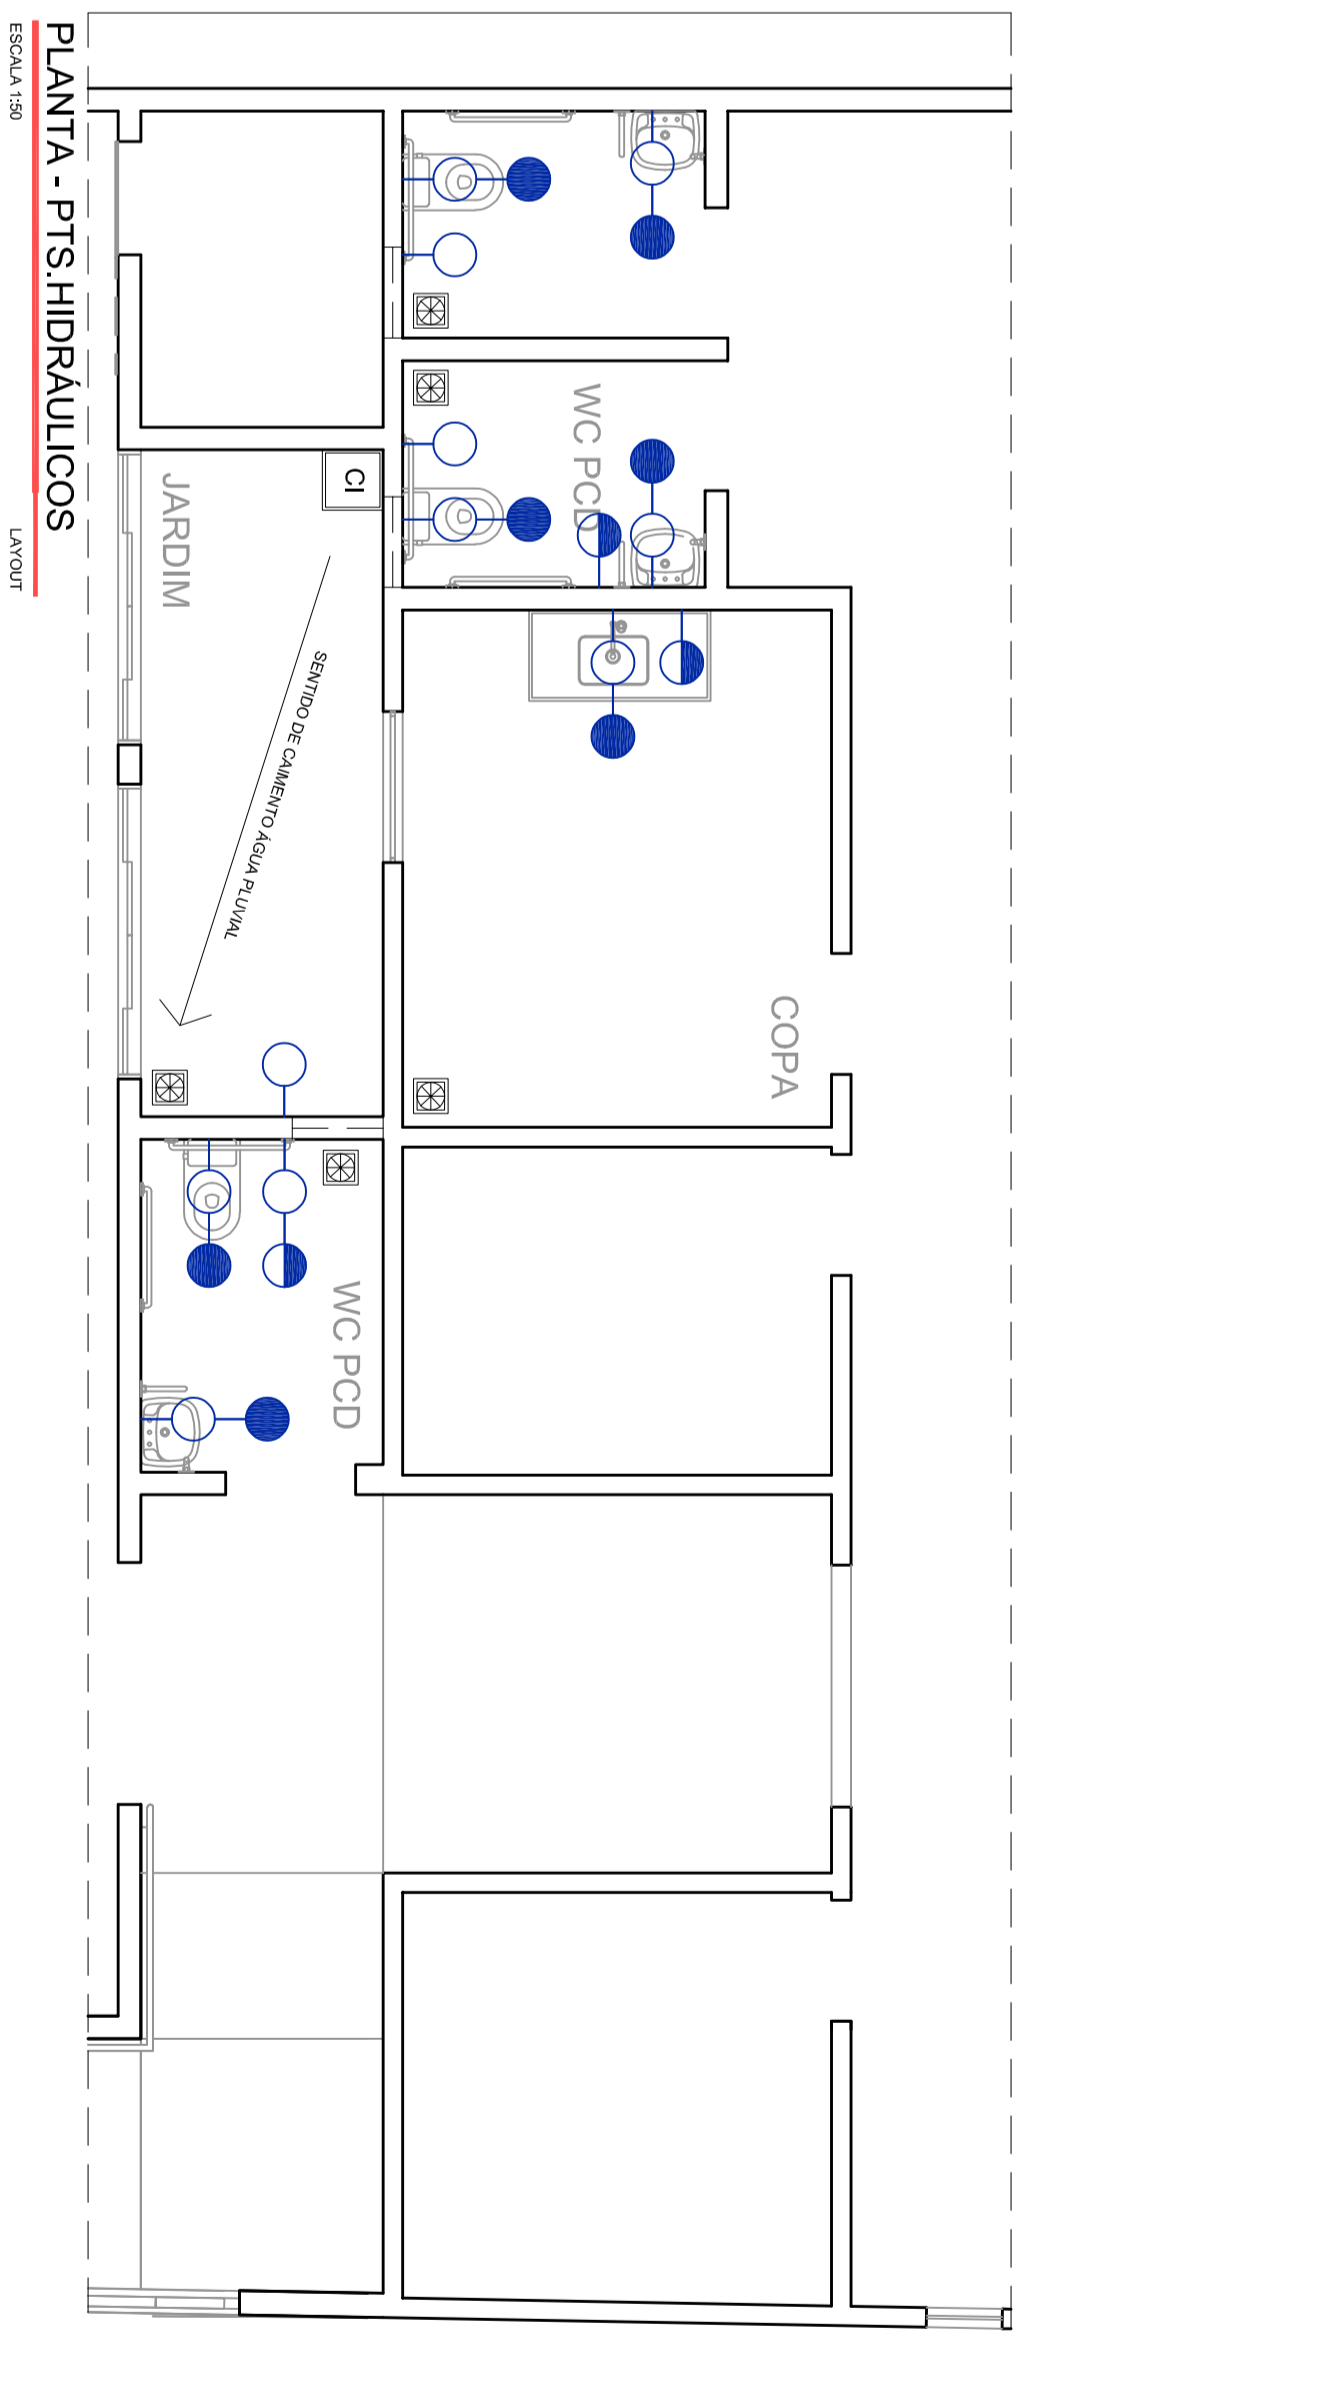 PLANTA - PTS.HIDRÁULICOS
ESCALA 1:50
LAYOUT
WC PCD
COPA
CI
JARDIM
SENTIDO DE CAIMENTO ÁGUA PLUVIAL
WC PCD